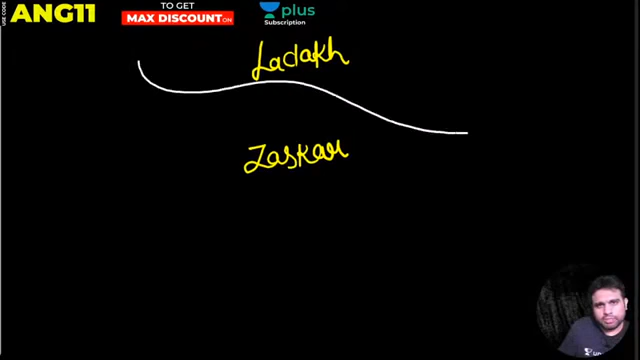 USE CODE
ANG11
TO GET
MAX DISCOUNT ON
plus
Subscription
Ladakh
Zaskar